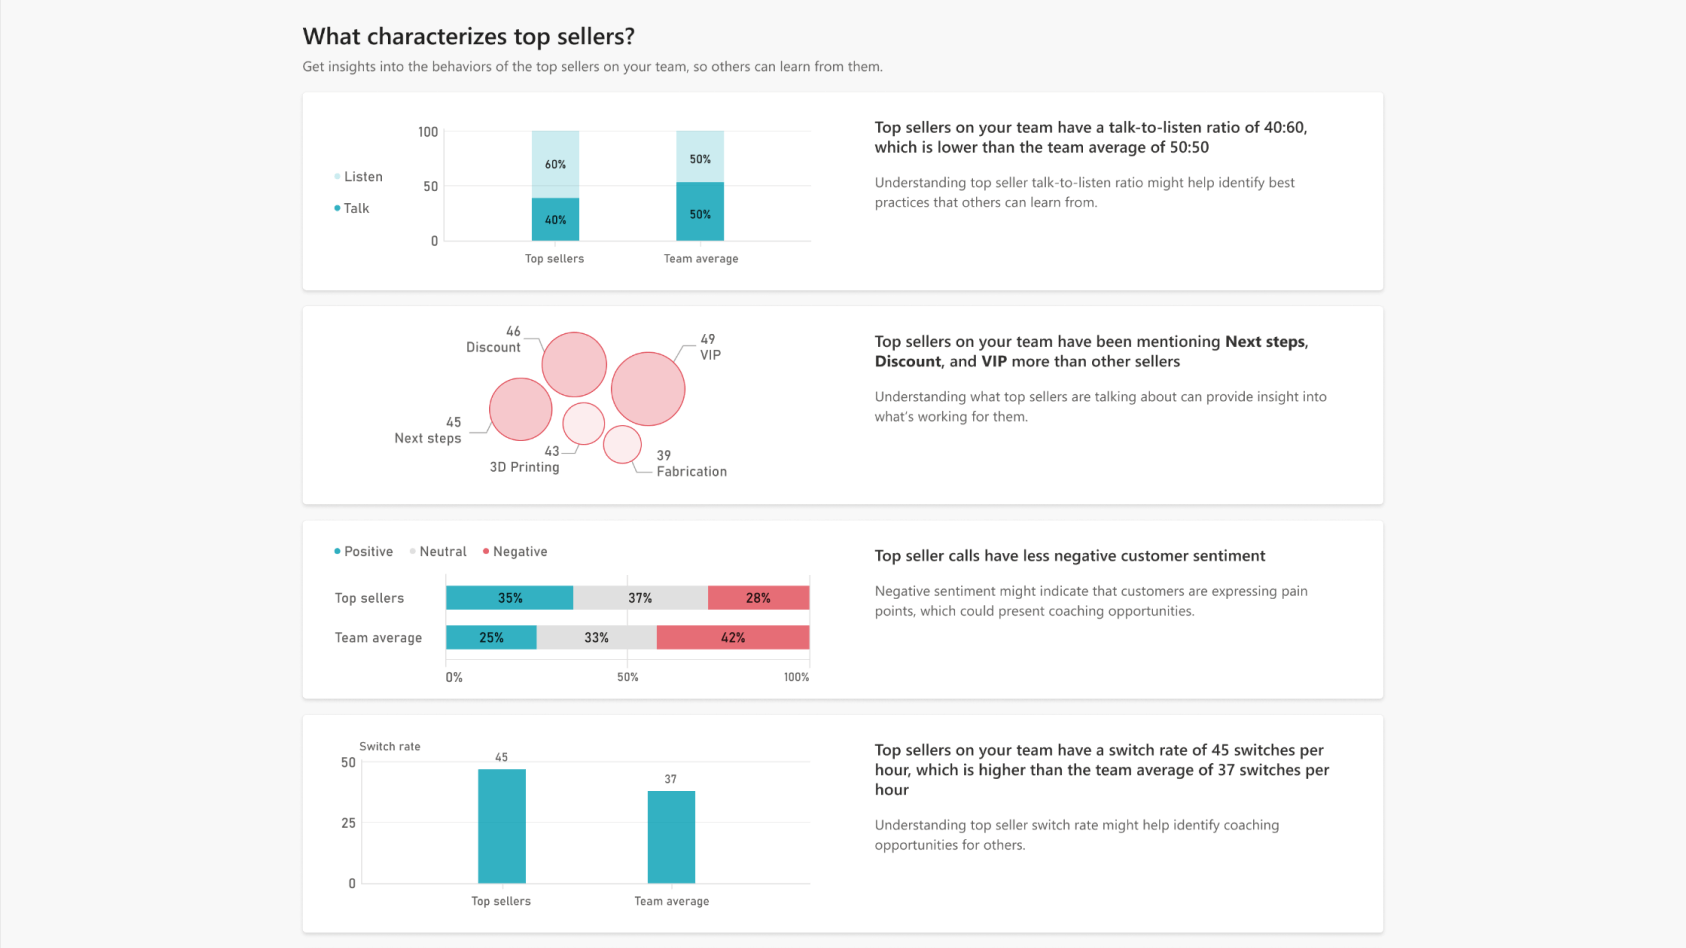 What characterizes top sellers?
Get insights into the behaviors of the top sellers on your team, so others can learn from them.
Listen
Talk
100
50
0
60%
40%
50%
50%
Top sellers
Team average
Top sellers on your team have a talk-to-listen ratio of 40:60,
which is lower than the team average of 50:50
Understanding top seller talk-to-listen ratio might help identify best
practices that others can learn from.
46
Discount
49
VIP
45
Next steps
43
3D Printing
39
Fabrication
Top sellers on your team have been mentioning Next steps,
Discount, and VIP more than other sellers
Understanding what top sellers are talking about can provide insight into
what's working for them.
Positive
Neutral
Negative
Top sellers
35%
37%
28%
Team average
25%
33%
42%
0%
50%
100%
Top seller calls have less negative customer sentiment
Negative sentiment might indicate that customers are expressing pain
points, which could present coaching opportunities.
Switch rate
50
25
0
45
37
Top sellers
Team average
Top sellers on your team have a switch rate of 45 switches per
hour, which is higher than the team average of 37 switches per
hour
Understanding top seller switch rate might help identify coaching
opportunities for others.